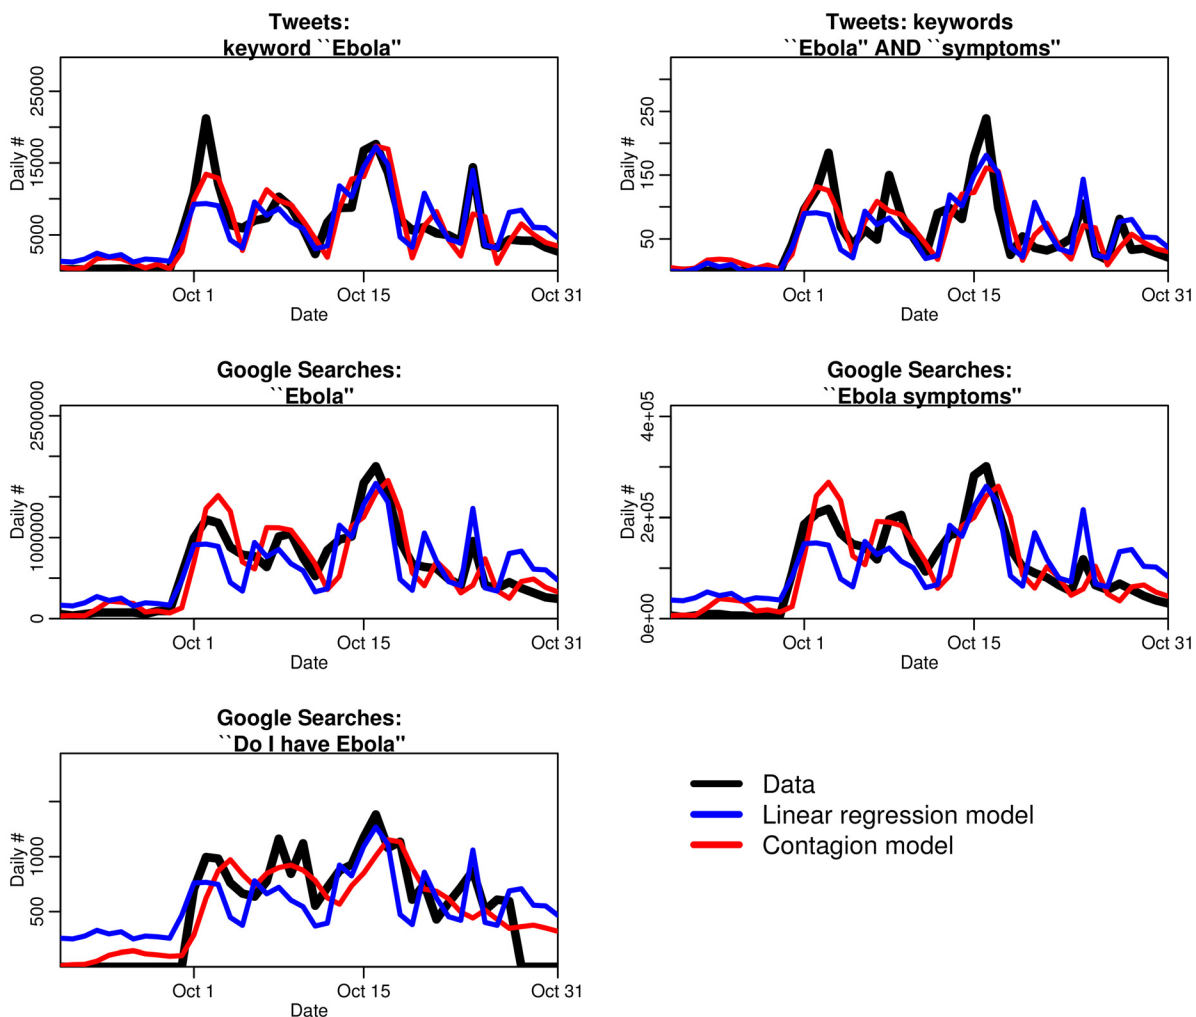 Tweets:
keyword ``Ebola"
Daily #
5000
15000
25000
Oct 1
Oct 15
Oct 31
Date
Tweets: keywords
``Ebola" AND ``symptoms"
Daily #
50
150
250
Oct 1
Oct 15
Oct 31
Date
Google Searches:
``Ebola"
Daily #
0
1000000
2500000
Oct 1
Oct 15
Oct 31
Date
Google Searches:
``Ebola symptoms"
Daily #
0e+00
2e+05
4e+05
Oct 1
Oct 15
Oct 31
Date
Google Searches:
``Do I have Ebola"
Daily #
500
1000
Oct 1
Oct 15
Oct 31
Date
Data
Linear regression model
Contagion model